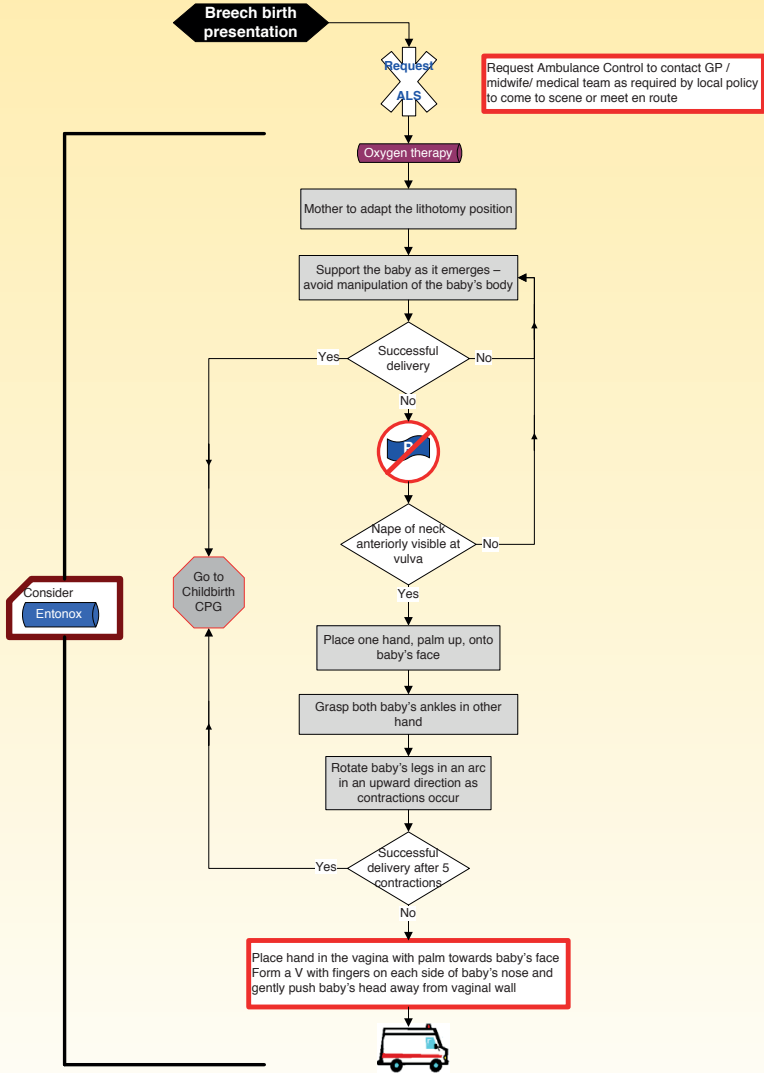 Breech birth
presentation
Request
ALS
Request Ambulance Control to contact GP /
midwife/ medical team as required by local policy
to come to scene or meet en route
Oxygen therapy
Mother to adapt the lithotomy position
Support the baby as it emerges –
avoid manipulation of the baby's body
Yes
Successful
delivery
No
No
P
Nape of neck
anteriorly visible at
vulva
No
Yes
Go to
Childbirth
CPG
Consider
Entonox
Place one hand, palm up, onto
baby's face
Grasp both baby's ankles in other
hand
Rotate baby's legs in an arc
in an upward direction as
contractions occur
Yes
Successful
delivery after 5
contractions
No
Place hand in the vagina with palm towards baby's face
Form a V with fingers on each side of baby's nose and
gently push baby's head away from vaginal wall